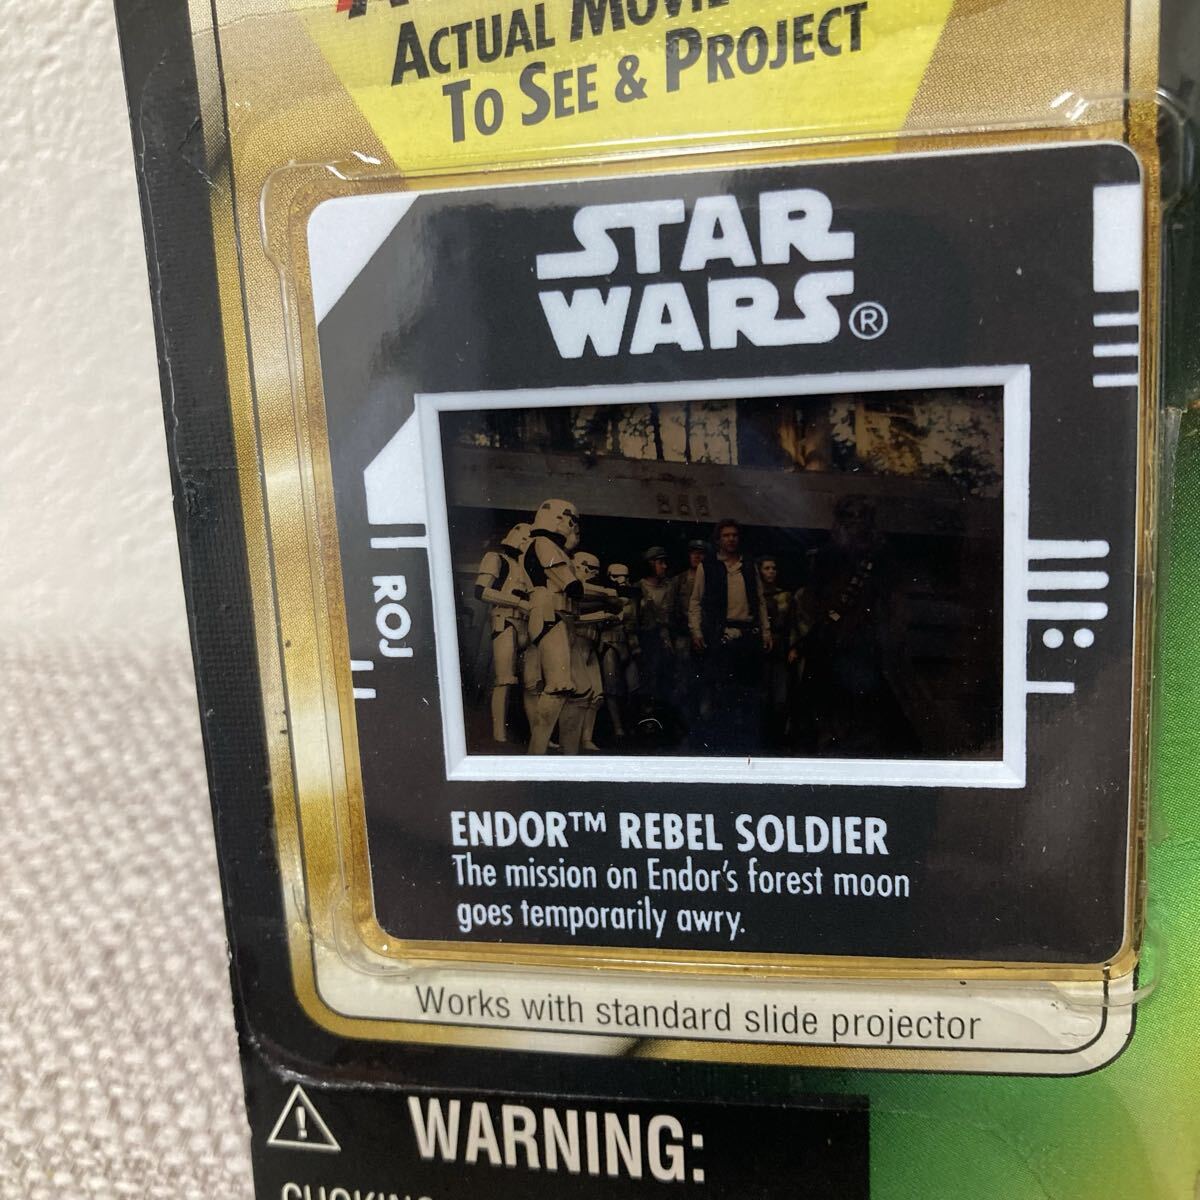 ACTUAL MOVIE
TO SEE & PROJECT
STAR
WARS®
ROJ
ENDOR™ REBEL SOLDIER
The mission on Endor's forest moon
goes temporarily awry.
Works with standard slide projector
WARNING: